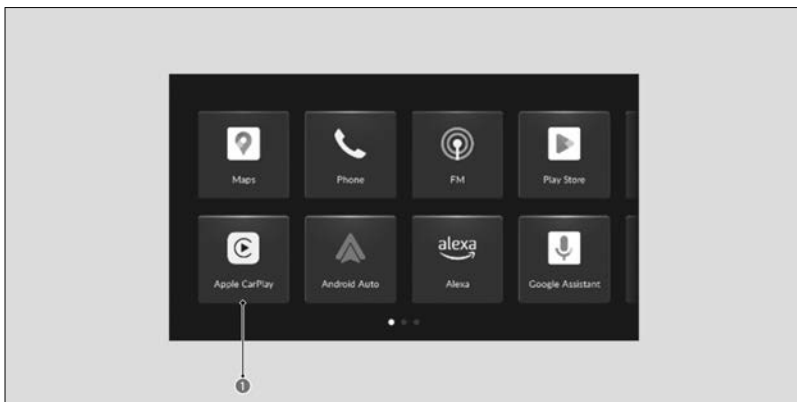 Maps
Phone
FM
Play Store
Apple CarPlay
Android Auto
alexa
Alexa
Google Assistant
1